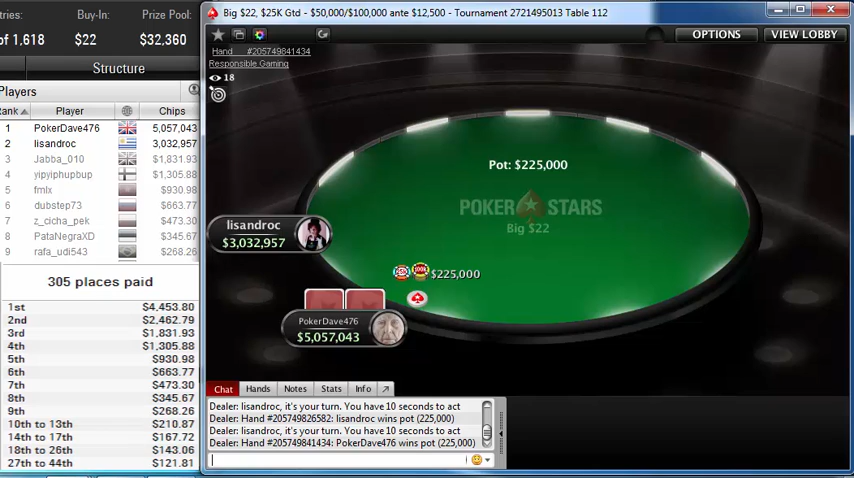 tries:
Buy-In:
Prize Pool:
of 1,618
$22
$32,360
Structure
Players
Rank
Player
Chips
1 PokerDave476 5,057,043
2 lisandroc 3,032,957
3 Jabba_010 $1,831.93
4 yipyiphupbup $1,305.88
5 fmlx $930.98
6 dubstep73 $663.77
7 z_cicha_pek $473.30
8 PataNegraXD $345.67
9 rafa_udi543 $268.26
305 places paid
1st $4,453.80
2nd $2,462.79
3rd $1,831.93
4th $1,305.88
5th $930.98
6th $663.77
7th $473.30
8th $345.67
9th $268.26
10th to 13th $210.87
14th to 17th $167.72
18th to 26th $143.06
27th to 44th $121.81
Big $22, $25K Gtd - $50,000/$100,000 ante $12,500 - Tournament 2721495013 Table 112
Hand #205749841434
Responsible Gaming
18
OPTIONS
VIEW LOBBY
Pot: $225,000
POKER STARS
Big $22
lisandroc
$3,032,957
25K
100K
$225,000
PokerDave476
$5,057,043
Chat Hands Notes Stats Info
Dealer: lisandroc, it's your turn. You have 10 seconds to act
Dealer: Hand #205749826582: lisandroc wins pot (225,000)
Dealer: lisandroc, it's your turn. You have 10 seconds to act
Dealer: Hand #205749841434: PokerDave476 wins pot (225,000)